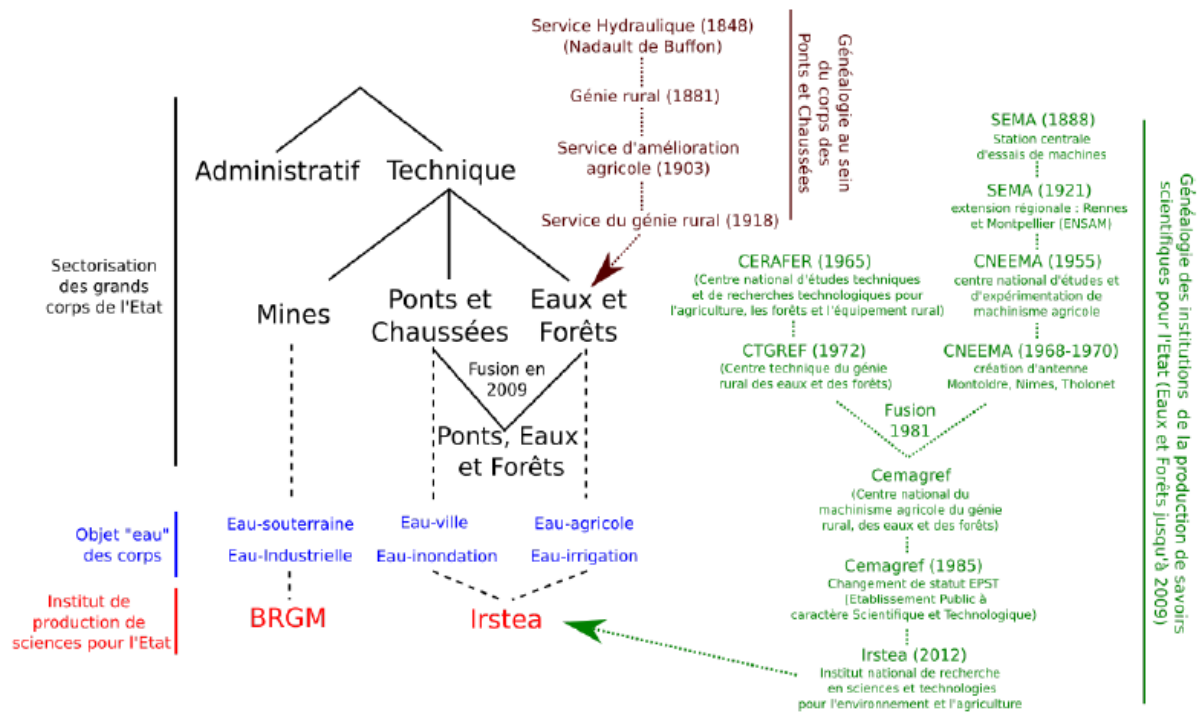 Service Hydraulique (1848)
(Nadault de Buffon)
Génie rural (1881)
Service d'amélioration
agricole (1903)
Service du génie rural (1918)
Généalogie au sein
du corps des
Ponts et Chaussées
Administratif
Technique
Sectorisation des grands
corps de l'Etat
Mines
Ponts et
Chaussées
Eaux et
Forêts
Fusion en
2009
Ponts, Eaux
et Forêts
Objet "eau"
des corps
Eau-souterraine
Eau-Industrielle
Eau-ville
Eau-inondation
Eau-agricole
Eau-irrigation
Institut de
production de
sciences pour l'Etat
BRGM
Irstea
SEMA (1888)
Station centrale
d'essais de machines
SEMA (1921)
extension régionale : Rennes
et Montpellier (ENSAM)
CERAFER (1965)
(Centre national d'études techniques
et de recherches technologiques pour
l'agriculture, les forêts et l'équipement rural)
CNEEMA (1955)
centre national d'études et
d'expérimentation de
machinisme agricole
CTGREF (1972)
(Centre technique du génie
rural des eaux et des forêts)
CNEEMA (1968-1970)
création d'antenne
Montoldre, Nimes, Tholonet
Fusion
1981
Cemagref
(Centre national du
machinisme agricole du génie
rural, des eaux et des forêts)
Cemagref (1985)
Changement de statut EPST
(Etablissement Public à
caractère Scientifique et Technologique)
Irstea (2012)
Institut national de recherche
en sciences et technologies
pour l'environnement et l'agriculture
Généalogie des institutions de la production de savoirs
scientifiques pour l'Etat (Eaux et Forêts jusqu'à 2009)